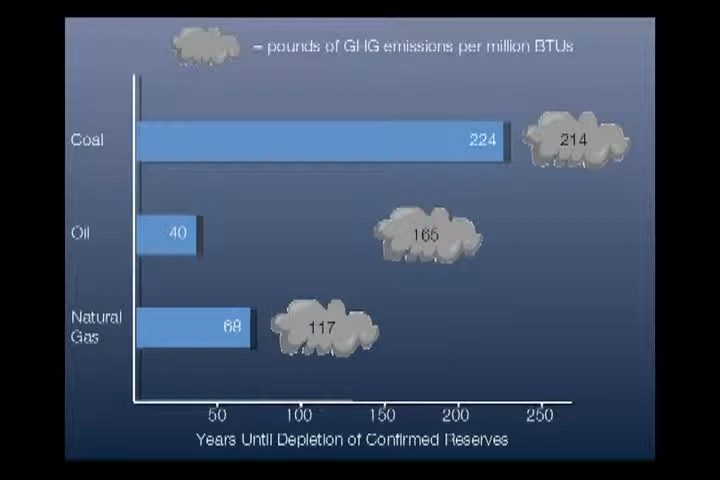 = pounds of GHG emissions per million BTUs
Coal
224
214
Oil
40
165
Natural
Gas
68
117
50 100 150 200 250
Years Until Depletion of Confirmed Reserves